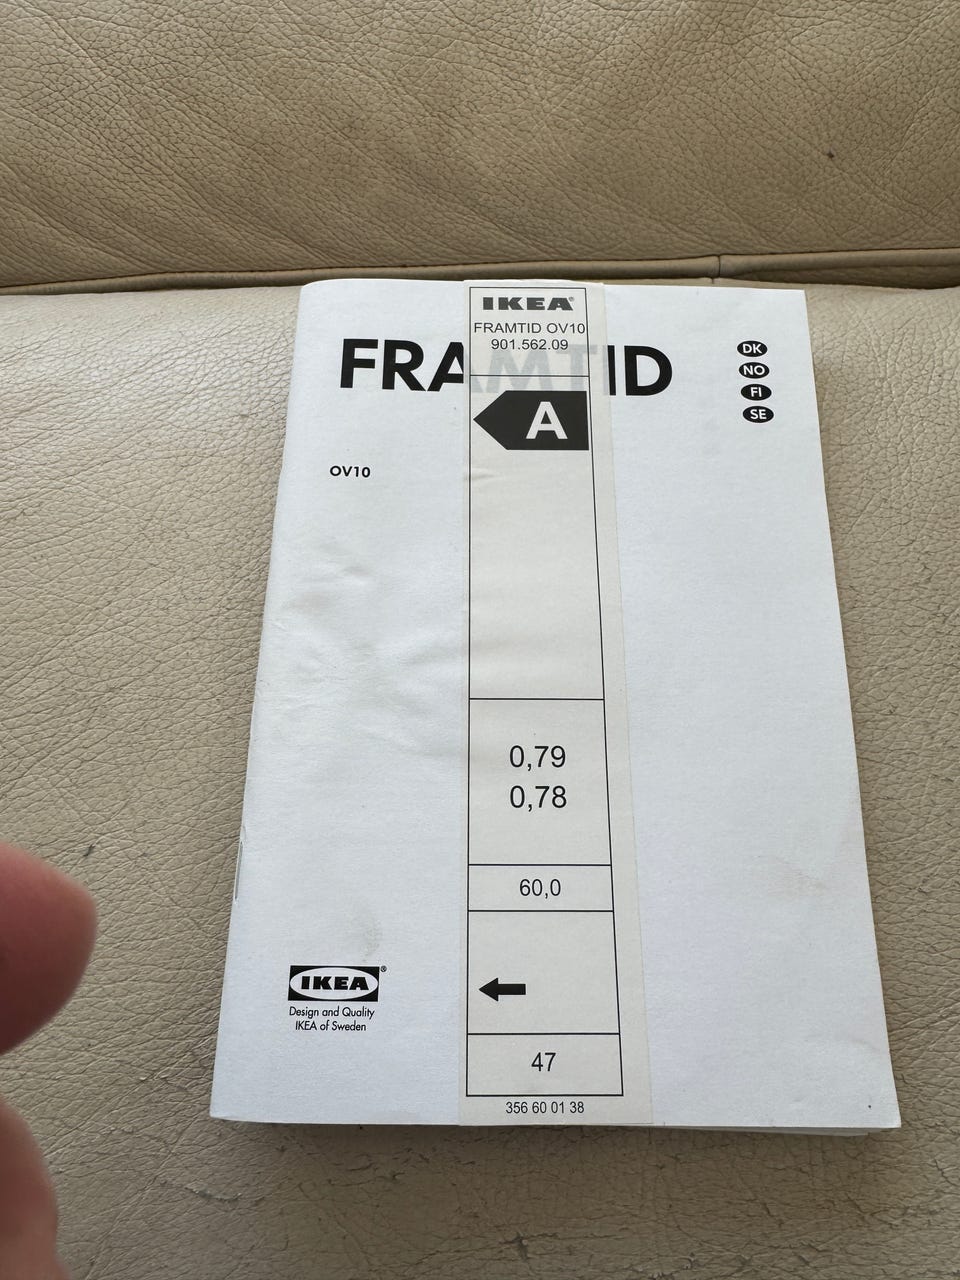 IKEA®
FRAMTID OV10
901.562.09
FRAMTID
DK
NO
FI
SE
A
OV10
0,79
0,78
60,0
IKEA®
Design and Quality
IKEA of Sweden
47
356 60 01 38